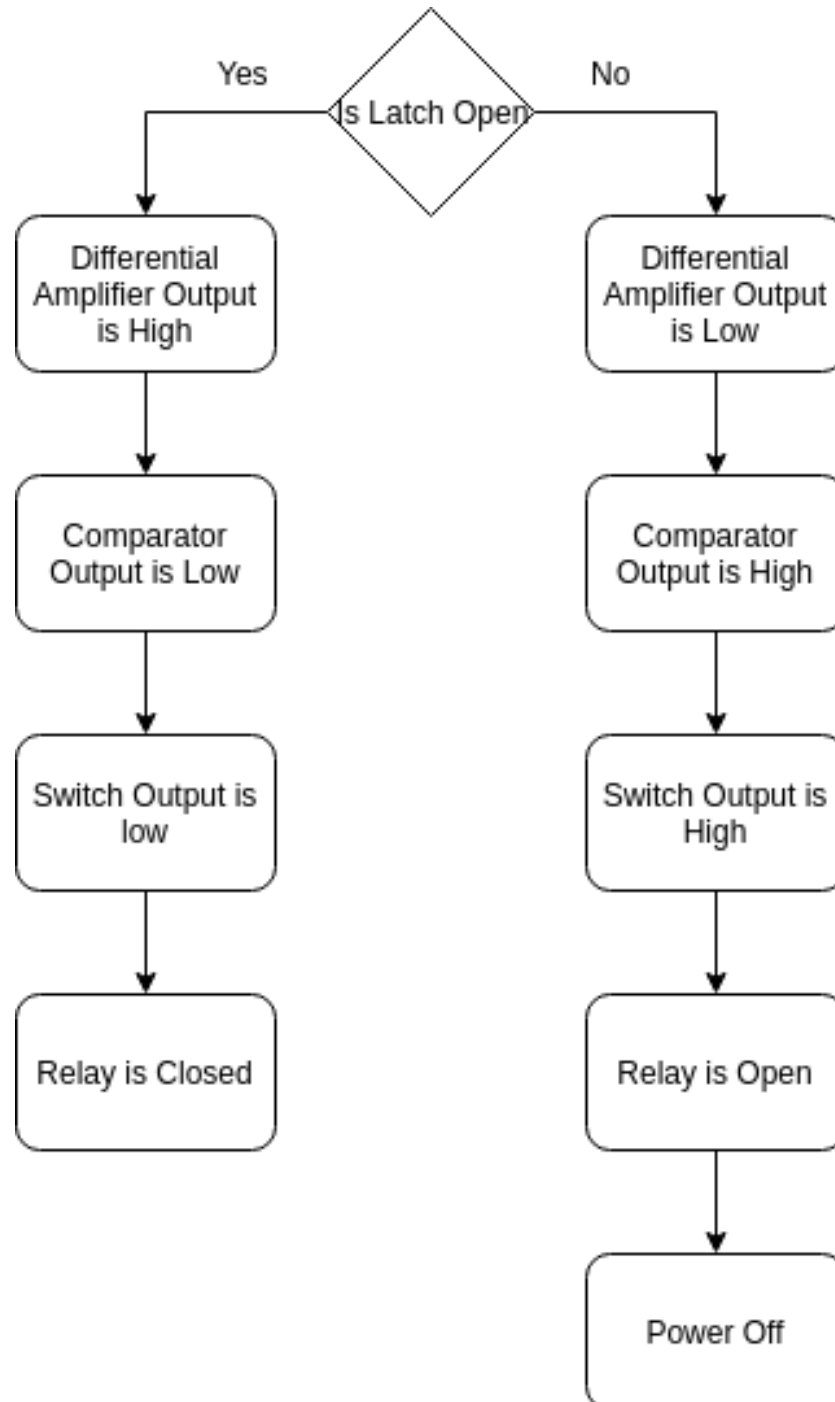 Yes
Is Latch Open
No
Differential
Amplifier Output
is High
Differential
Amplifier Output
is Low
Comparator
Output is Low
Comparator
Output is High
Switch Output is
low
Switch Output is
High
Relay is Closed
Relay is Open
Power Off